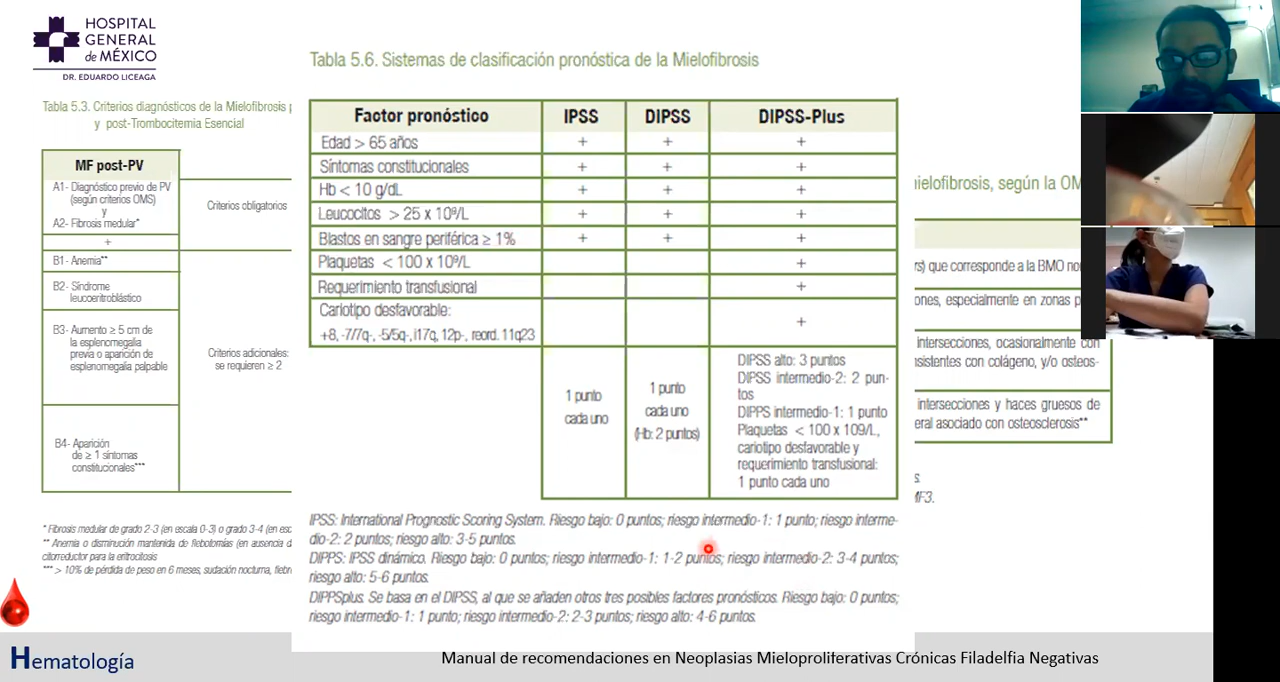 HOSPITAL
GENERAL
de MÉXICO
DR. EDUARDO LICEAGA
Tabla 5.3. Criterios diagnósticos de la Mielofibrosis
y post-Trombocitemia Esencial
MF post-PV
A1- Diagnóstico previo de PV
(según criterios OMS)
y
A2- Fibrosis medular*
Criterios obligatorios
+
B1- Anemia**
B2- Síndrome
leucoeritroblástico
B3- Aumento ≥ 5 cm de
la esplenomegalia
previa o aparición de
esplenomegalia palpable
Criterios adicionales:
se requieren ≥ 2
B4- Aparición
de ≥ 1 síntomas
constitucionales***
* Fibrosis medular de grado 2-3 (en escala 0-3) o grado 3-4 (en
** Anemia o disminución mantenida de flebotomías (en ausencia
citorreductor para la eritrocitosis
*** > 10% de pérdida de peso en 6 meses, sudación nocturna,
Tabla 5.6. Sistemas de clasificación pronóstica de la Mielofibrosis
Factor pronóstico IPSS DIPSS DIPSS-Plus
Edad > 65 años + + +
Síntomas constitucionales + + +
Hb < 10 g/dL + + +
Leucocitos > 25 x 10⁹/L + + +
Blastos en sangre periférica ≥ 1% + + +
Plaquetas < 100 x 10⁹/L +
Requerimiento transfusional +
Cariotipo desfavorable:
+8, -7/7q-, -5/5q-, i17q, 12p-, reord. 11q23 +
1 punto
cada uno
1 punto
cada uno
(Hb: 2 puntos)
DIPSS alto: 3 puntos
DIPSS intermedio-2: 2 pun-
tos
DIPPS intermedio-1: 1 punto
Plaquetas < 100 x 109/L,
cariotipo desfavorable y
requerimiento transfusional:
1 punto cada uno
IPSS: International Prognostic Scoring System. Riesgo bajo: 0 puntos; riesgo intermedio-1: 1 punto; riesgo interme-
dio-2: 2 puntos; riesgo alto: 3-5 puntos.
DIPPS: IPSS dinámico. Riesgo bajo: 0 puntos; riesgo intermedio-1: 1-2 puntos; riesgo intermedio-2: 3-4 puntos;
riesgo alto: 5-6 puntos.
DIPPSplus. Se basa en el DIPSS, al que se añaden otros tres posibles factores pronósticos. Riesgo bajo: 0 puntos;
riesgo intermedio-1: 1 punto; riesgo intermedio-2: 2-3 puntos; riesgo alto: 4-6 puntos.
ielofibrosis, según la OM
que corresponde a la BMO
ones, especialmente en zonas
intersecciones, ocasionalmente con
sistentes con colágeno, y/o osteos-
intersecciones y haces gruesos de
eral asociado con osteosclerosis**
MF3.
Hematología
Manual de recomendaciones en Neoplasias Mieloproliferativas Crónicas Filadelfia Negativas